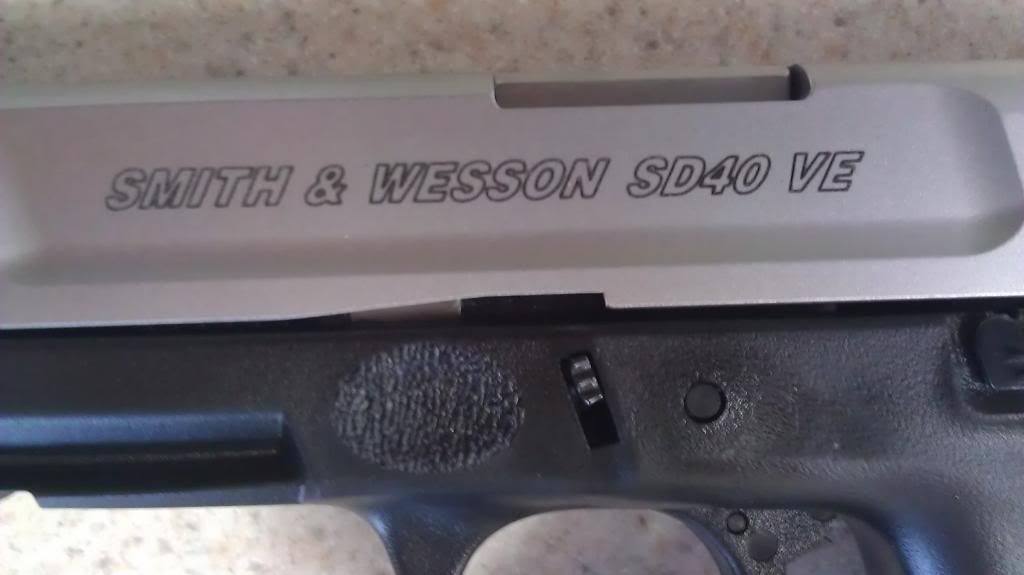 SMITH & WESSON SD40 VE